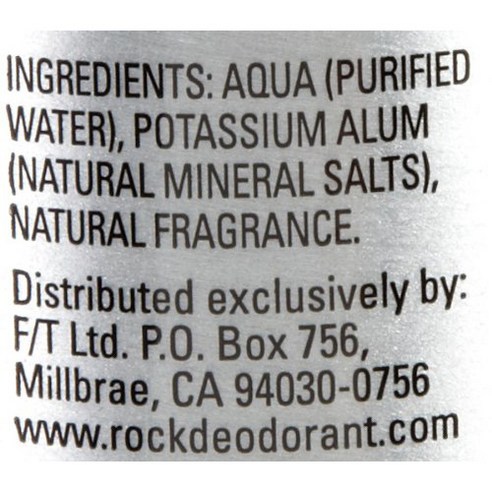 INGREDIENTS: AQUA (PURIFIED
WATER), POTASSIUM ALUM
(NATURAL MINERAL SALTS),
NATURAL FRAGRANCE.
Distributed exclusively by:
F/T Ltd. P.O. Box 756,
Millbrae, CA 94030-0756
www.rockdeodorant.com